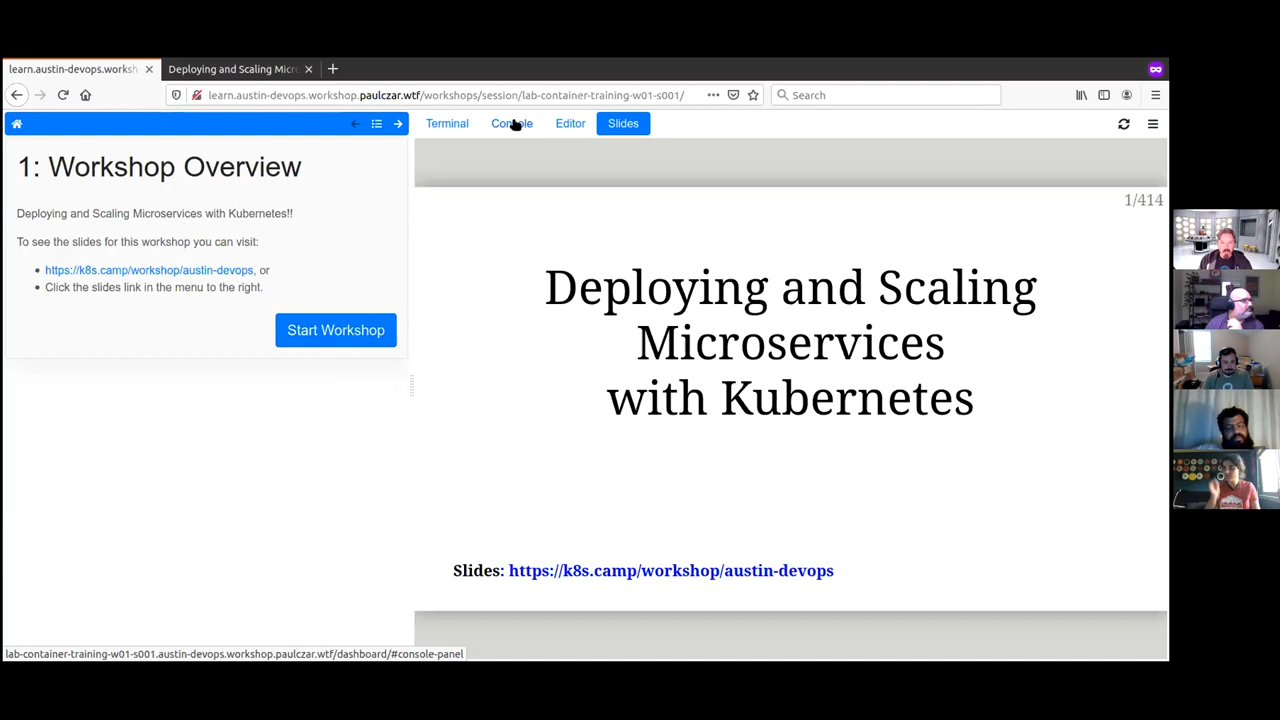 learn.austin-devops.worksh
Deploying and Scaling Micr
learn.austin-devops.workshop.paulczar.wtf/workshops/session/lab-container-training-w01-s001/
Search
Terminal
Console
Editor
Slides
1: Workshop Overview
Deploying and Scaling Microservices with Kubernetes!!
To see the slides for this workshop you can visit:
https://k8s.camp/workshop/austin-devops, or
Click the slides link in the menu to the right.
Start Workshop
1/414
Deploying and Scaling
Microservices
with Kubernetes
Slides: https://k8s.camp/workshop/austin-devops
lab-container-training-w01-s001.austin-devops.workshop.paulczar.wtf/dashboard/#console-panel